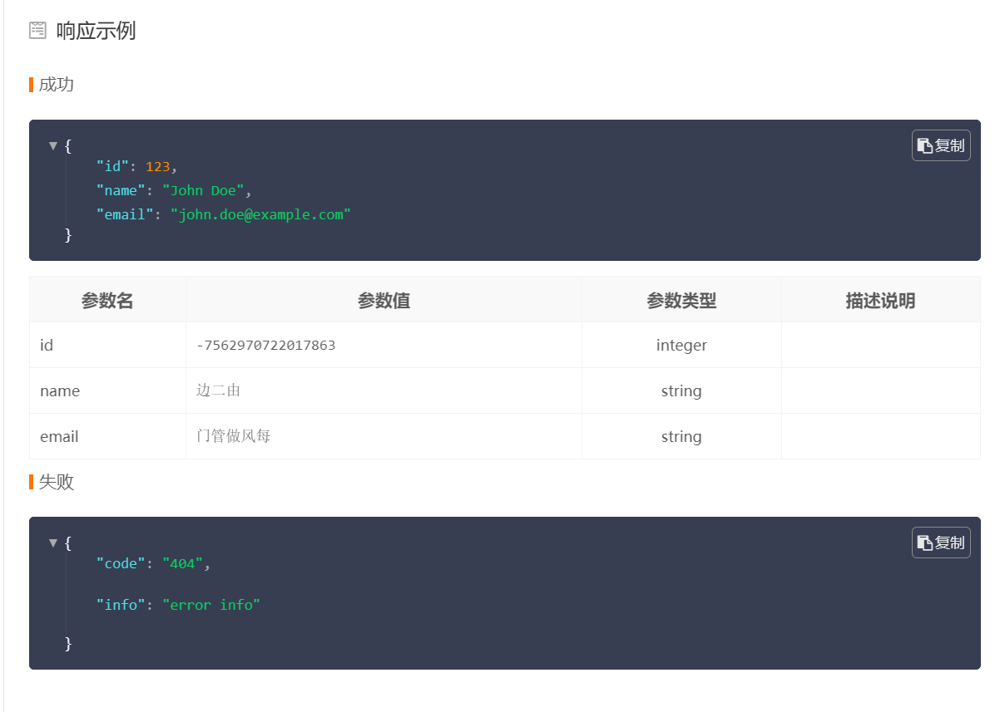 响应示例
成功
▼ {
"id": 123,
"name": "John Doe",
"email": "john.doe@example.com"
}
复制
参数名 参数值 参数类型 描述说明
id -7562970722017863 integer
name 边二由 string
email 门管做风每 string
失败
▼ {
"code": "404",
"info": "error info"
}
复制